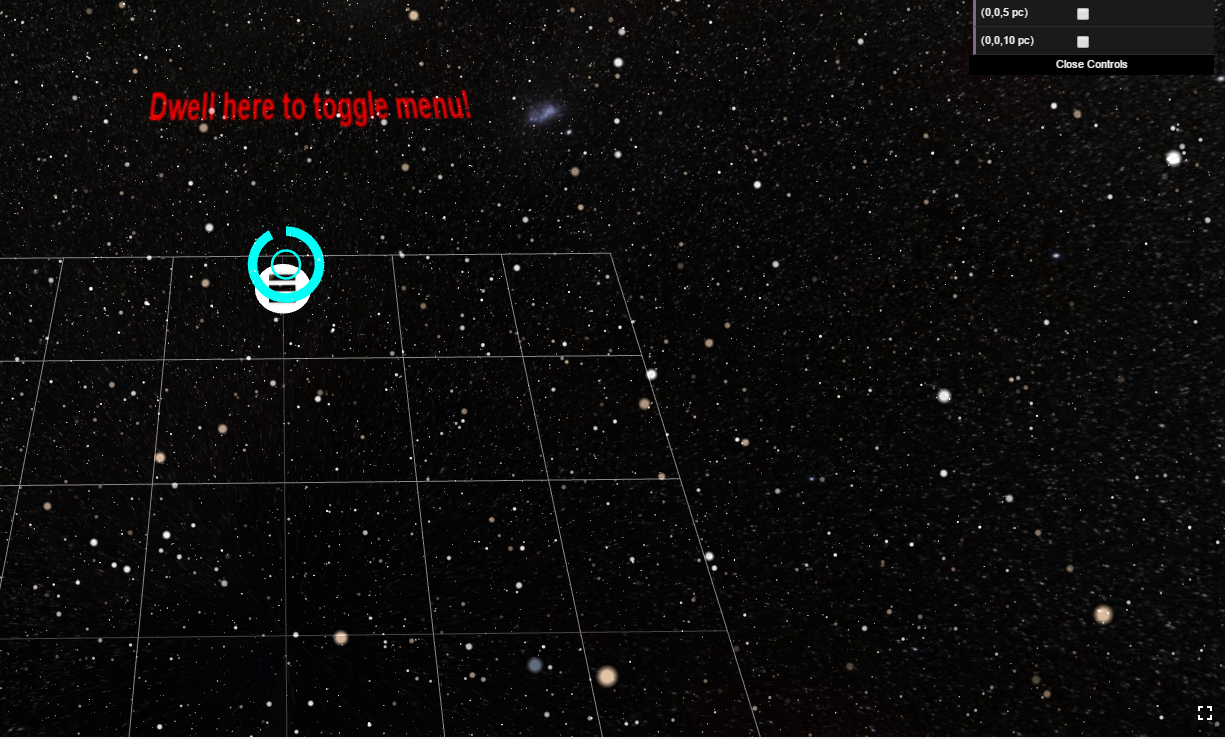 (0,0,5 pc)
(0,0,10 pc)
Close Controls
Dwell here to toggle menu!